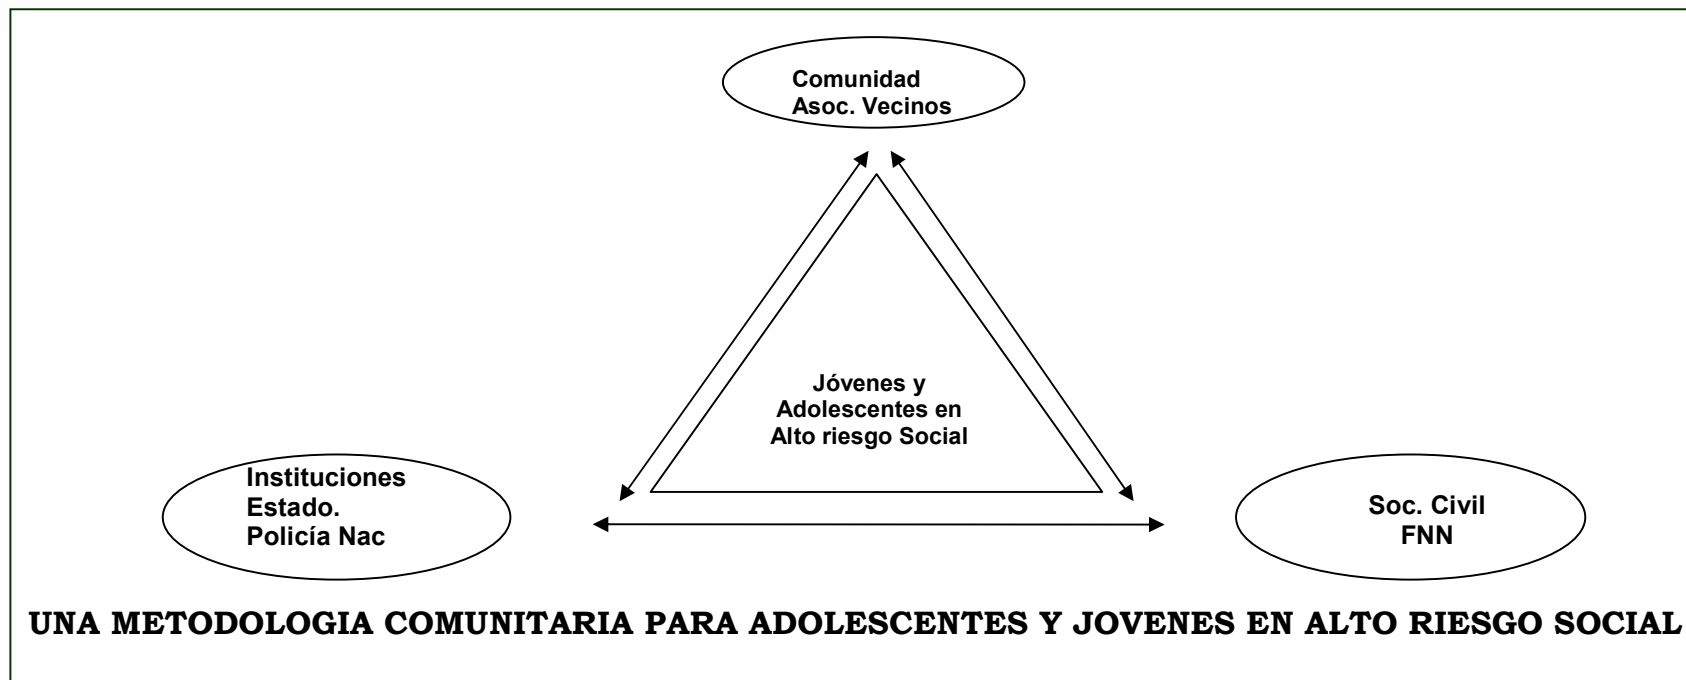 Comunidad
Asoc. Vecinos
Jóvenes y
Adolescentes en
Alto riesgo Social
Instituciones
Estado.
Policía Nac
Soc. Civil
FNN
UNA METODOLOGIA COMUNITARIA PARA ADOLESCENTES Y JOVENES EN ALTO RIESGO SOCIAL